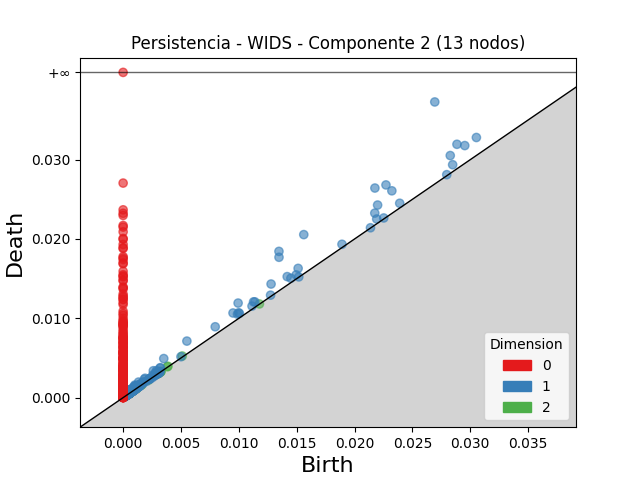 Persistencia - WIDS - Componente 2 (13 nodos)
+∞
0.030
0.020
0.010
0.000
Death
Dimension
0
1
2
0.000 0.005 0.010 0.015 0.020 0.025 0.030 0.035
Birth